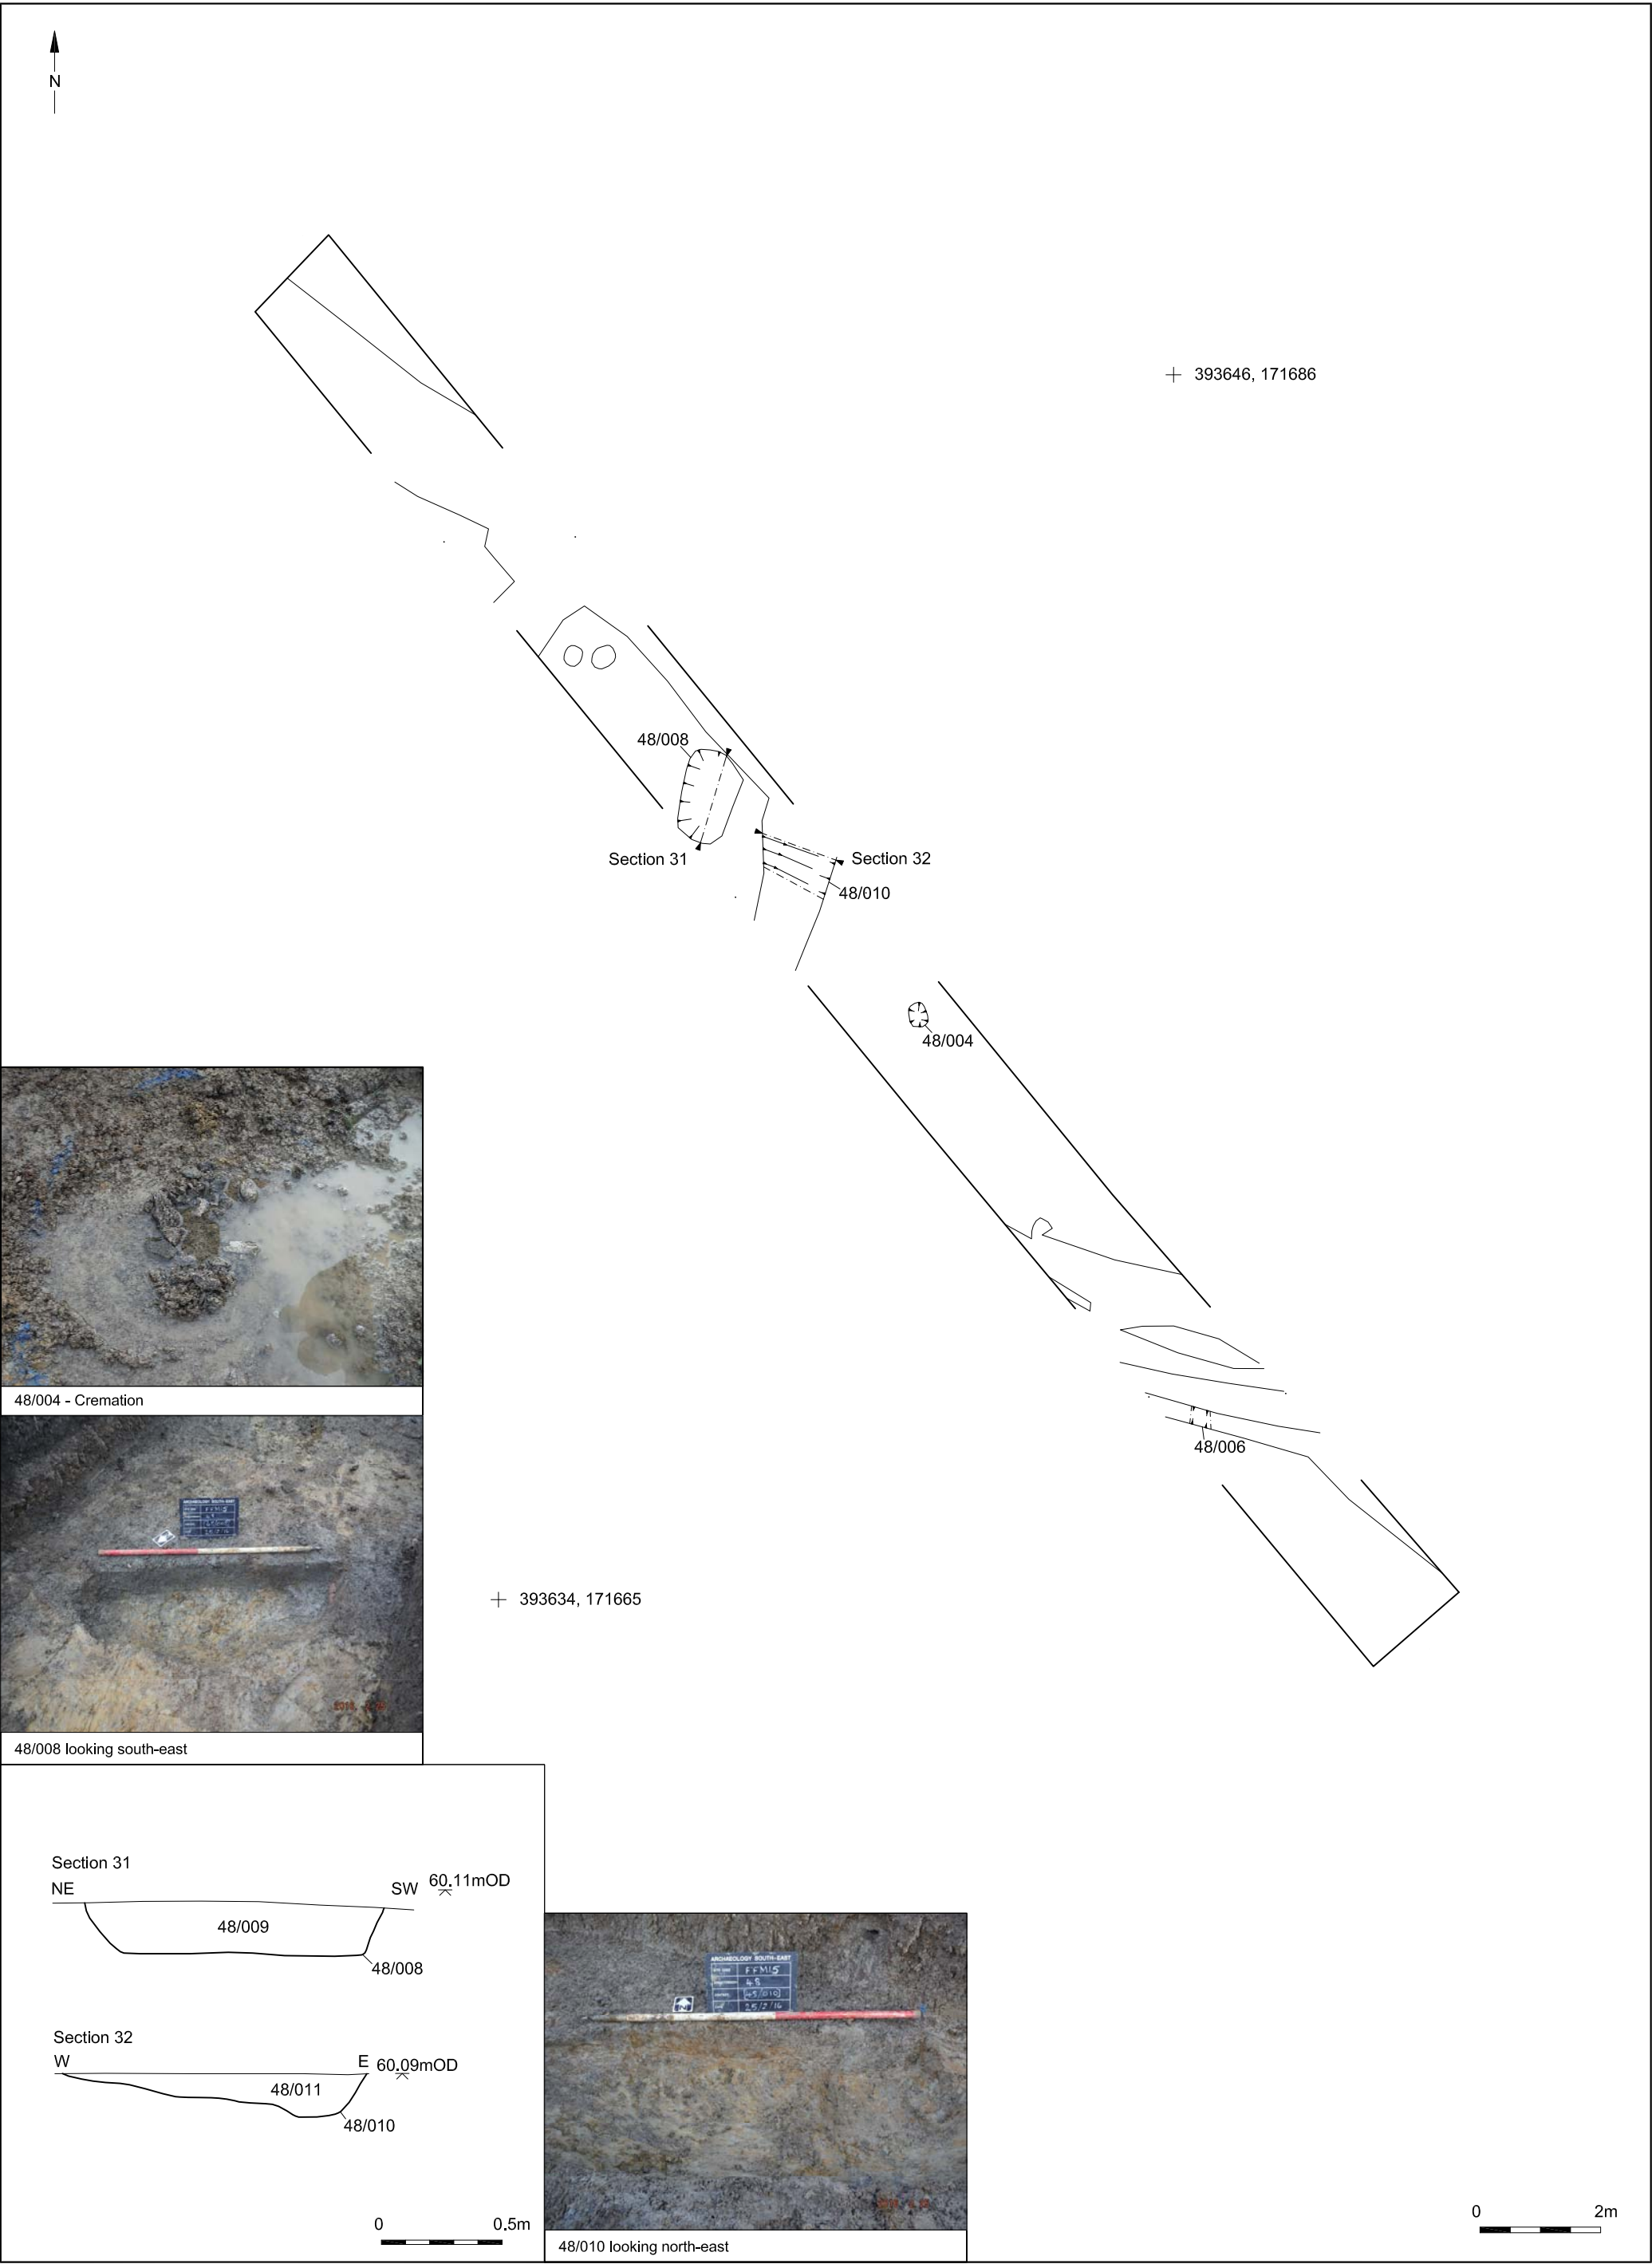 N
393646, 171686
48/008
Section 31
Section 32
48/010
48/004
48/006
48/004 - Cremation
393634, 171665
48/008 looking south-east
Section 31
NE
SW
60.11mOD
48/009
48/008
Section 32
W
E
60.09mOD
48/011
48/010
0
0.5m
ARCHAEOLOGY SOUTH-EAST
FFM15
48
[48/010]
25/2/16
48/010 looking north-east
0
2m